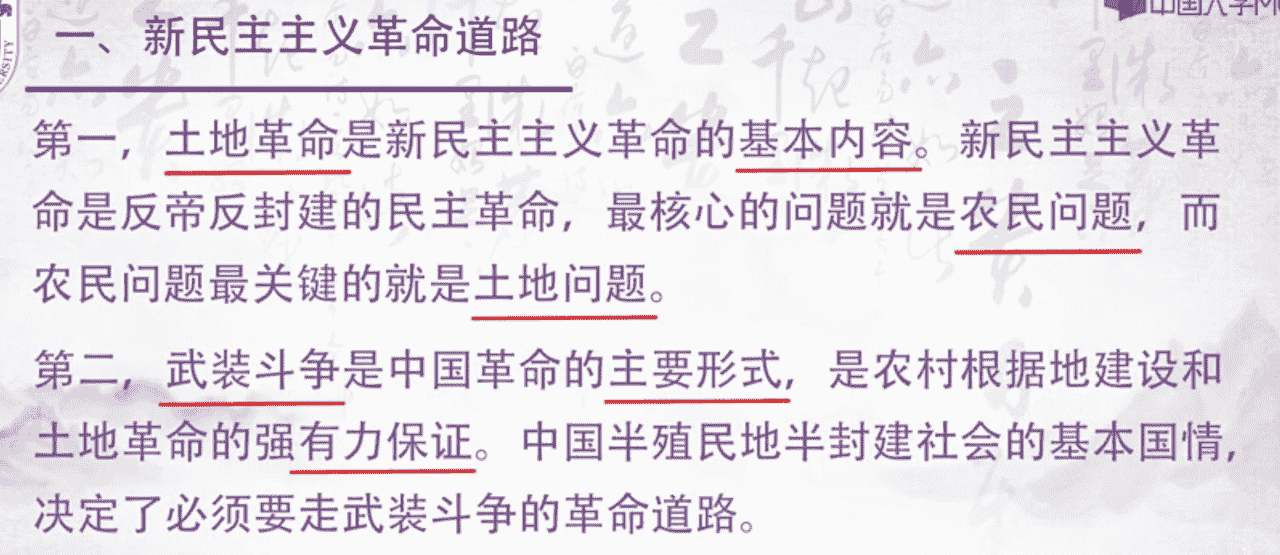 一、新民主主义革命道路
第一，土地革命是新民主主义革命的基本内容。新民主主义革
命是反帝反封建的民主革命，最核心的问题就是农民问题，而
农民问题最关键的就是土地问题。
第二，武装斗争是中国革命的主要形式，是农村根据地建设和
土地革命的强有力保证。中国半殖民地半封建社会的基本国情，
决定了必须要走武装斗争的革命道路。